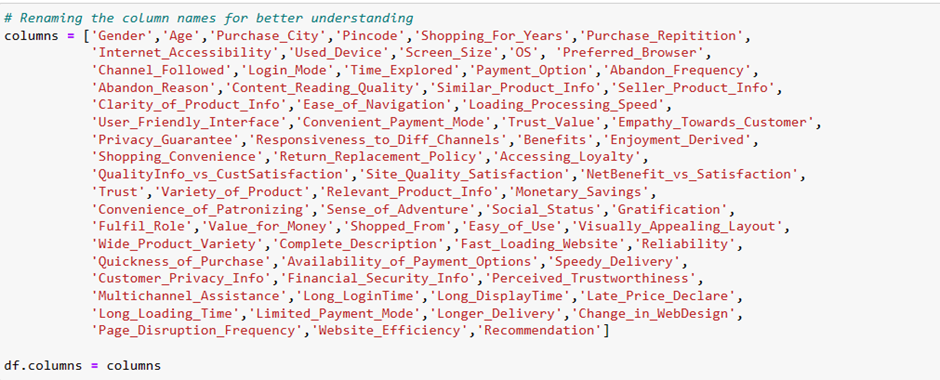 # Renaming the column names for better understanding
columns = ['Gender','Age','Purchase_City','Pincode','Shopping_For_Years','Purchase_Repitition',
'Internet_Accessibility','Used_Device','Screen_Size','OS', 'Preferred_Browser',
'Channel_Followed','Login_Mode','Time_Explored','Payment_Option','Abandon_Frequency',
'Abandon_Reason','Content_Reading_Quality','Similar_Product_Info','Seller_Product_Info',
'Clarity_of_Product_Info','Ease_of_Navigation','Loading_Processing_Speed',
'User_Friendly_Interface','Convenient_Payment_Mode','Trust_Value','Empathy_Towards_Customer',
'Privacy_Guarantee','Responsiveness_to_Diff_Channels','Benefits','Enjoyment_Derived',
'Shopping_Convenience','Return_Replacement_Policy','Accessing_Loyalty',
'QualityInfo_vs_CustSatisfaction','Site_Quality_Satisfaction','NetBenefit_vs_Satisfaction',
'Trust','Variety_of_Product','Relevant_Product_Info','Monetary_Savings',
'Convenience_of_Patronizing','Sense_of_Adventure','Social_Status','Gratification',
'Fulfil_Role','Value_for_Money','Shopped_From','Easy_of_Use','Visually_Appealing_Layout',
'Wide_Product_Variety','Complete_Description','Fast_Loading_Website','Reliability',
'Quickness_of_Purchase','Availability_of_Payment_Options','Speedy_Delivery',
'Customer_Privacy_Info','Financial_Security_Info','Perceived_Trustworthiness',
'Multichannel_Assistance','Long_LoginTime','Long_DisplayTime','Late_Price_Declare',
'Long_Loading_Time','Limited_Payment_Mode','Longer_Delivery','Change_in_WebDesign',
'Page_Disruption_Frequency','Website_Efficiency','Recommendation']
df.columns = columns